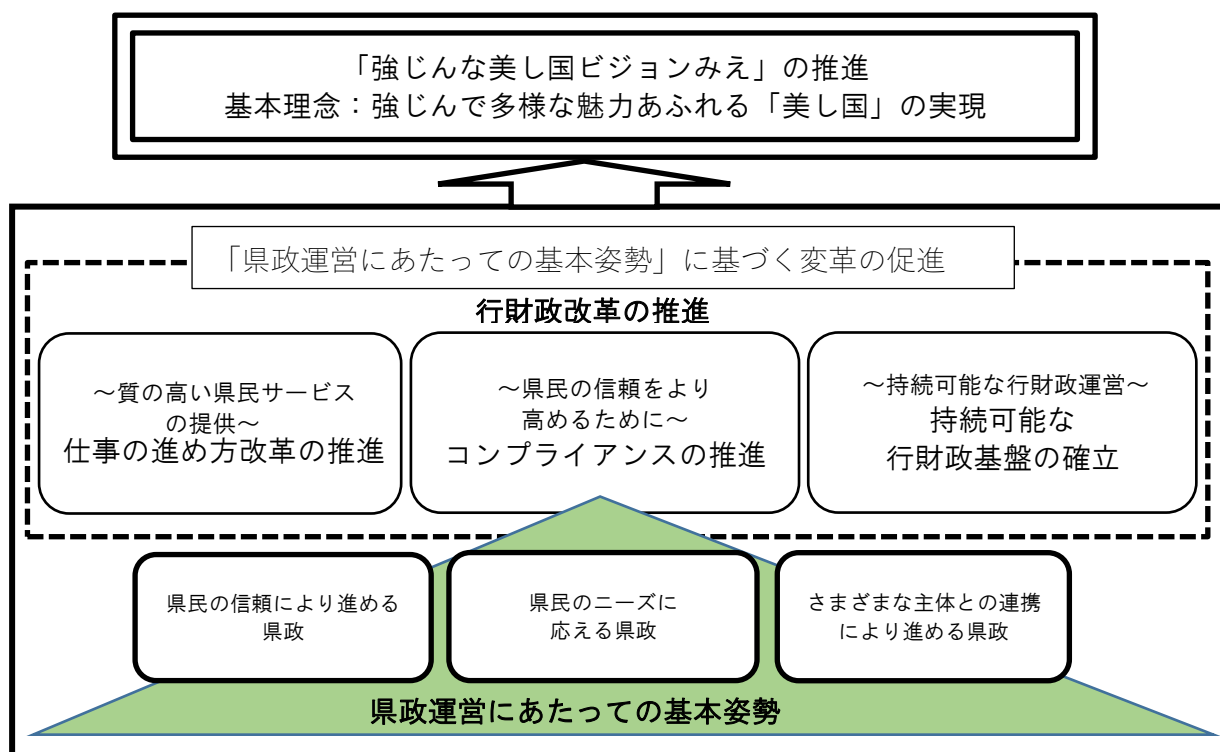 「強じんな美し国ビジョンみえ」の推進
基本理念：強じんで多様な魅力あふれる「美し国」の実現
「県政運営にあたっての基本姿勢」に基づく変革の促進
行財政改革の推進
～質の高い県民サービス
の提供～
仕事の進め方改革の推進
～県民の信頼をより
高めるために～
コンプライアンスの推進
～持続可能な行財政運営～
持続可能な
行財政基盤の確立
県民の信頼により進める
県政
県民のニーズに
応える県政
さまざまな主体との連携
により進める県政
県政運営にあたっての基本姿勢